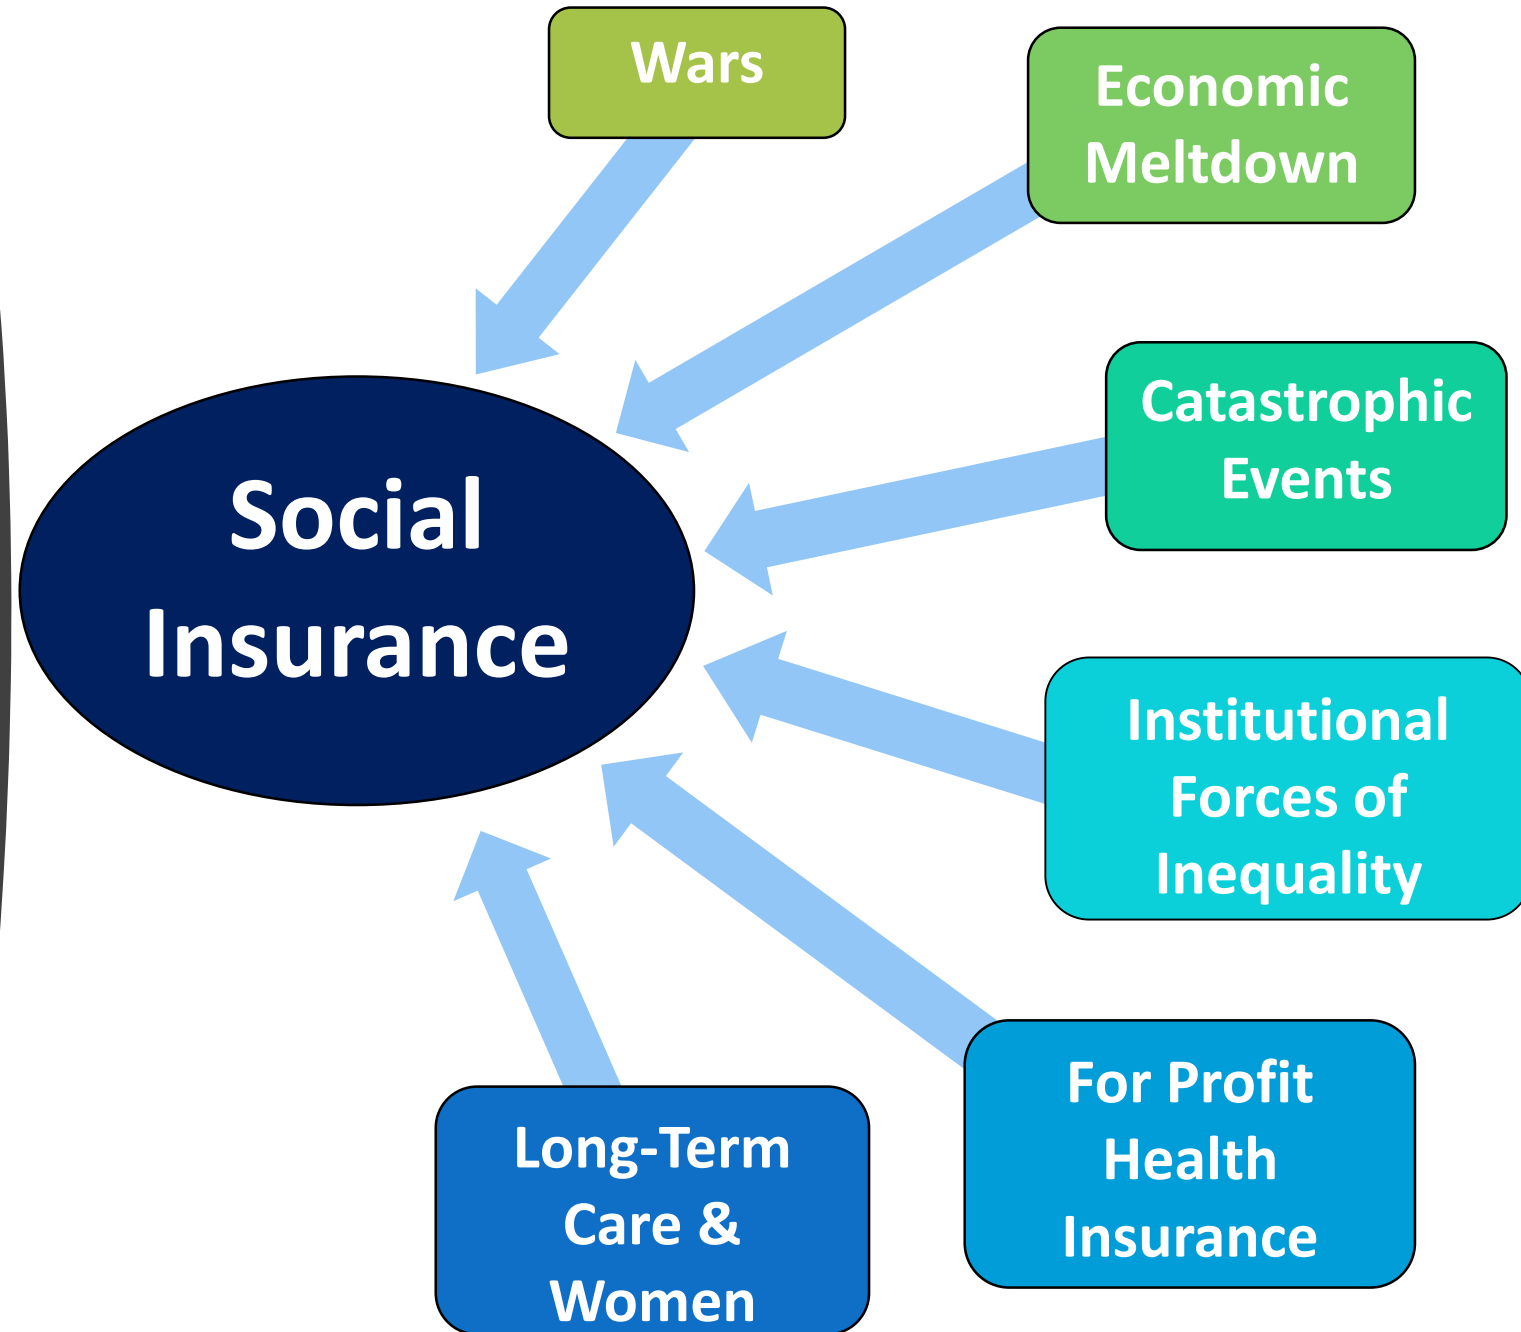 Wars
Economic
Meltdown
Catastrophic
Events
Social
Insurance
Institutional
Forces of
Inequality
For Profit
Health
Insurance
Long-Term
Care &
Women